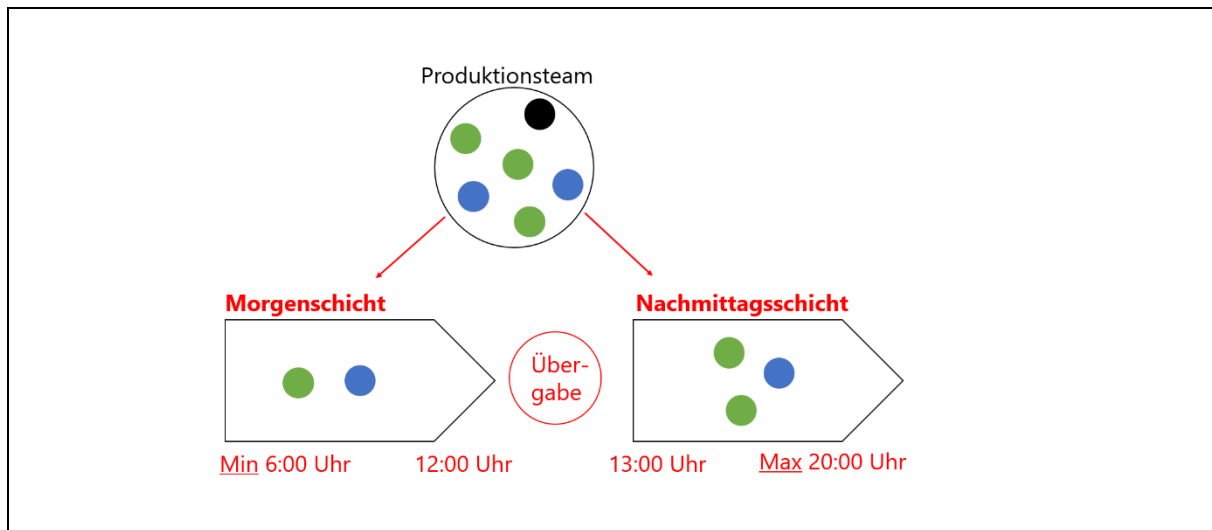 Produktionsteam
Morgenschicht
Nachmittagsschicht
Über-
gabe
Min 6:00 Uhr
12:00 Uhr
13:00 Uhr
Max 20:00 Uhr